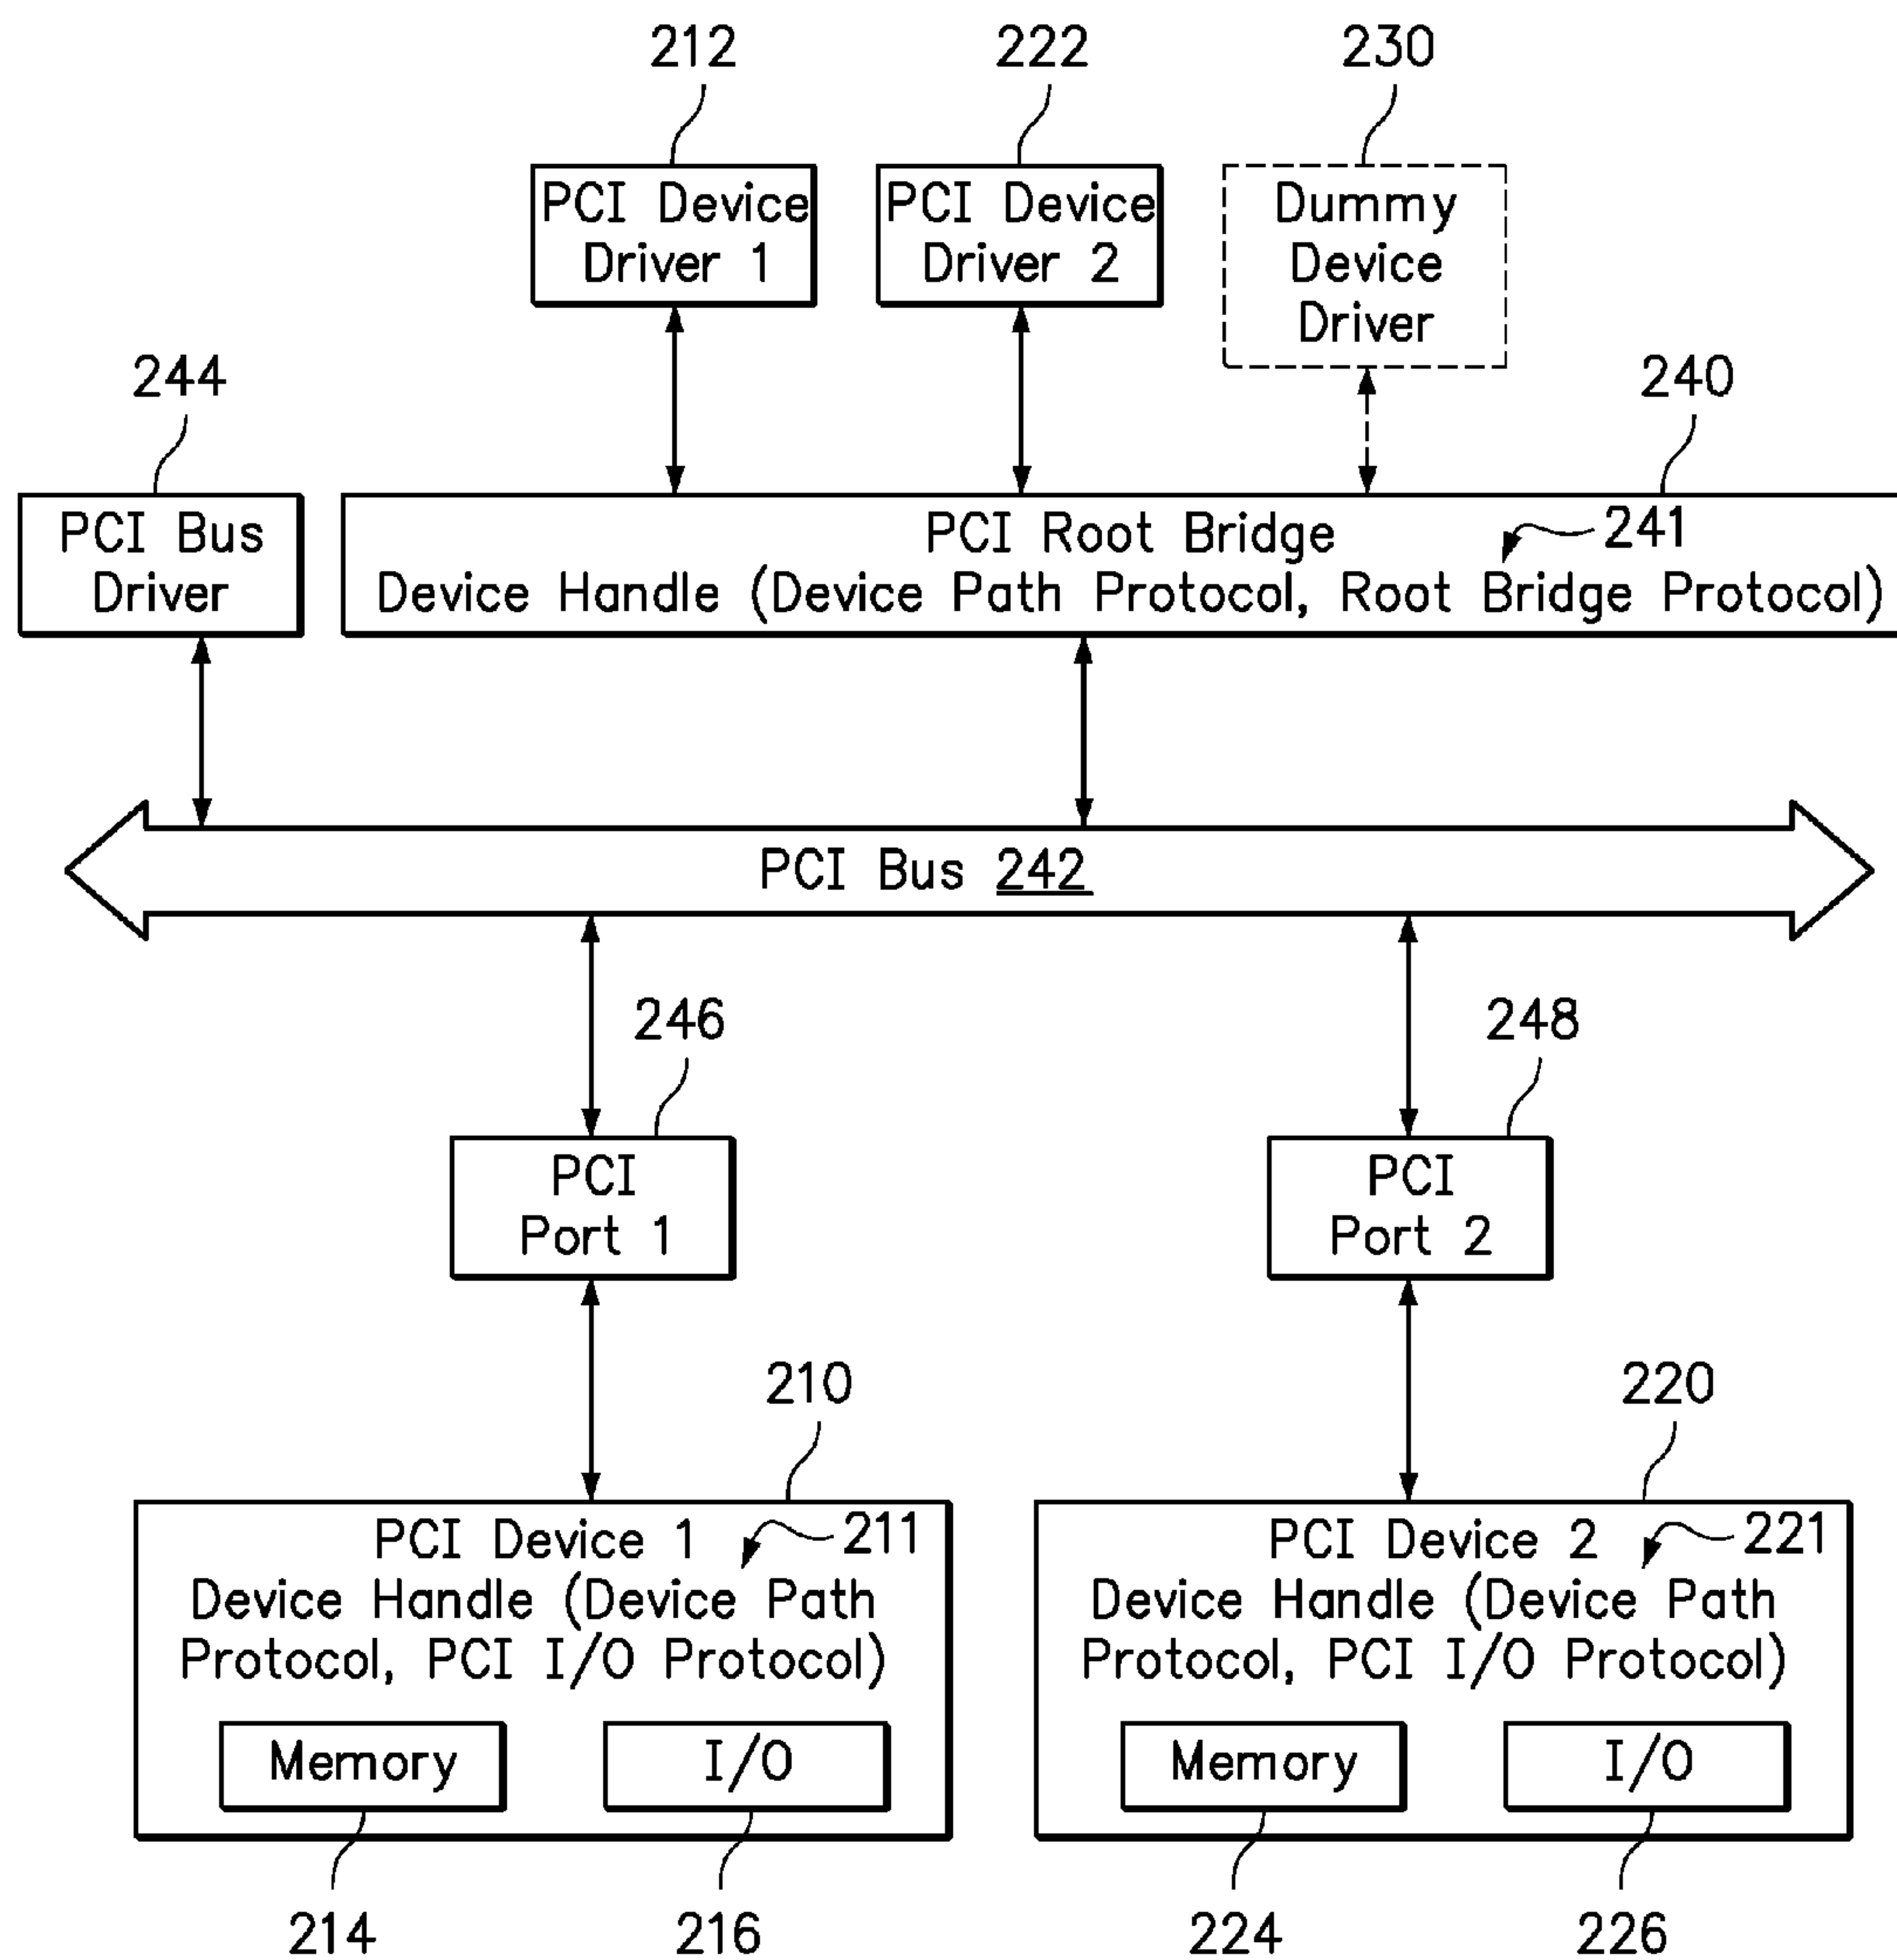 212
222
230
PCI Device
Driver 1
PCI Device
Driver 2
Dummy
Device
Driver
244
240
PCI Bus
Driver
PCI Root Bridge
241
Device Handle (Device Path Protocol, Root Bridge Protocol)
PCI Bus 242
246
248
PCI
Port 1
PCI
Port 2
210
220
PCI Device 1
211
Device Handle (Device Path
Protocol, PCI I/O Protocol)
Memory
I/O
PCI Device 2
221
Device Handle (Device Path
Protocol, PCI I/O Protocol)
Memory
I/O
214
216
224
226